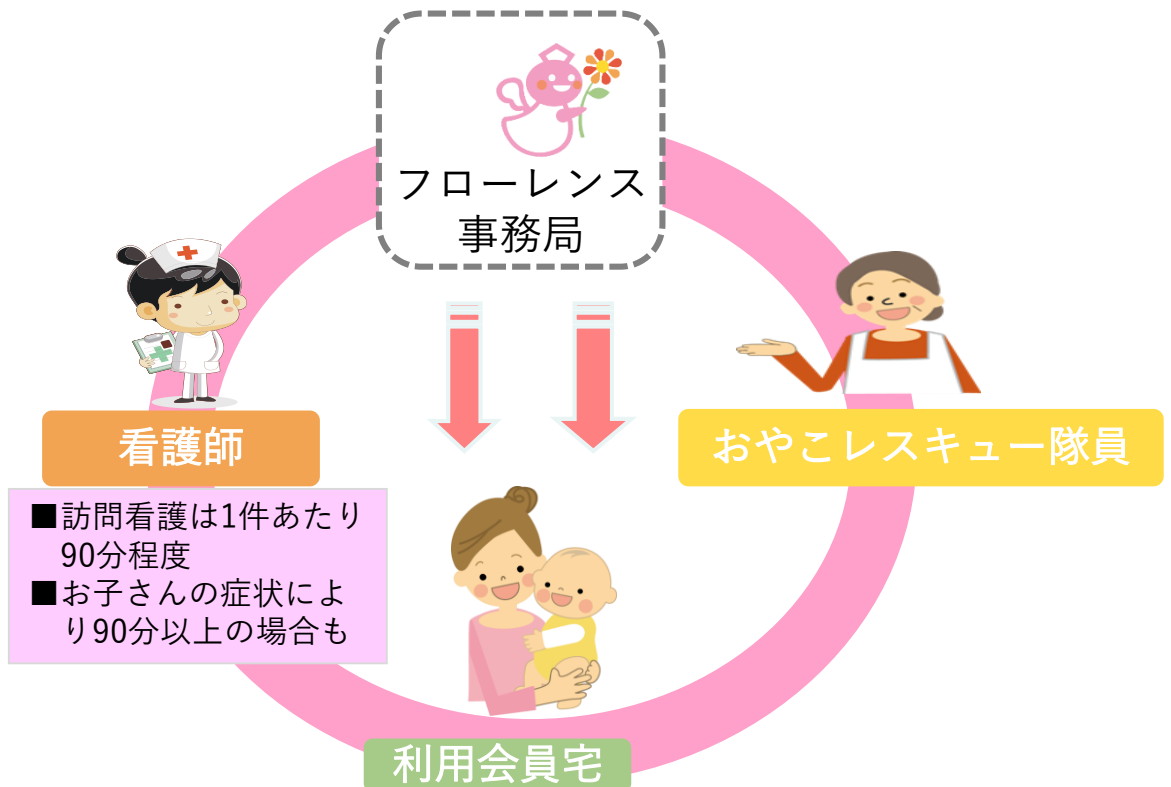 フローレンス
事務局
看護師
おやこレスキュー隊員
■訪問看護は1件あたり
90分程度
■お子さんの症状によ
り90分以上の場合も
利用会員宅